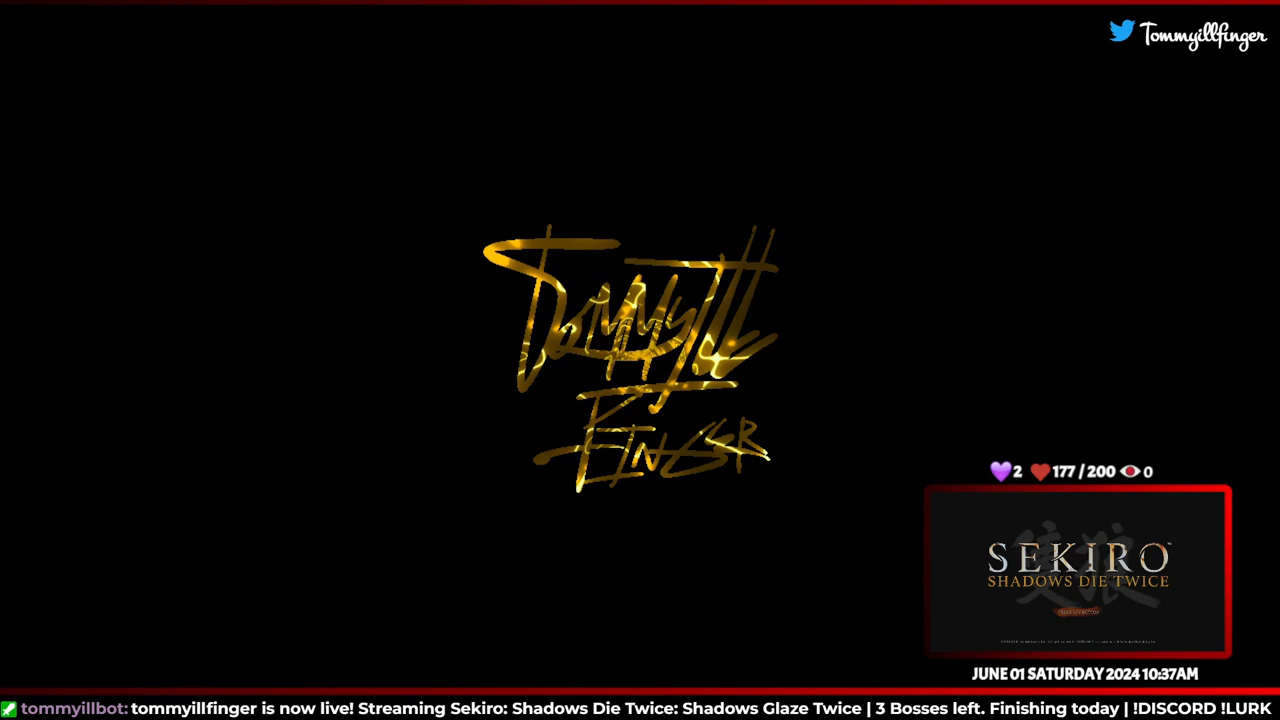 Tommyillfinger
Tommyill
FINGER
2 177 / 200 0
SEKIRO
SHADOWS DIE TWICE
JUNE 01 SATURDAY 2024 10:37AM
tommyillbot: tommyillfinger is now live! Streaming Sekiro: Shadows Die Twice: Shadows Glaze Twice | 3 Bosses left. Finishing today | !DISCORD !LURK